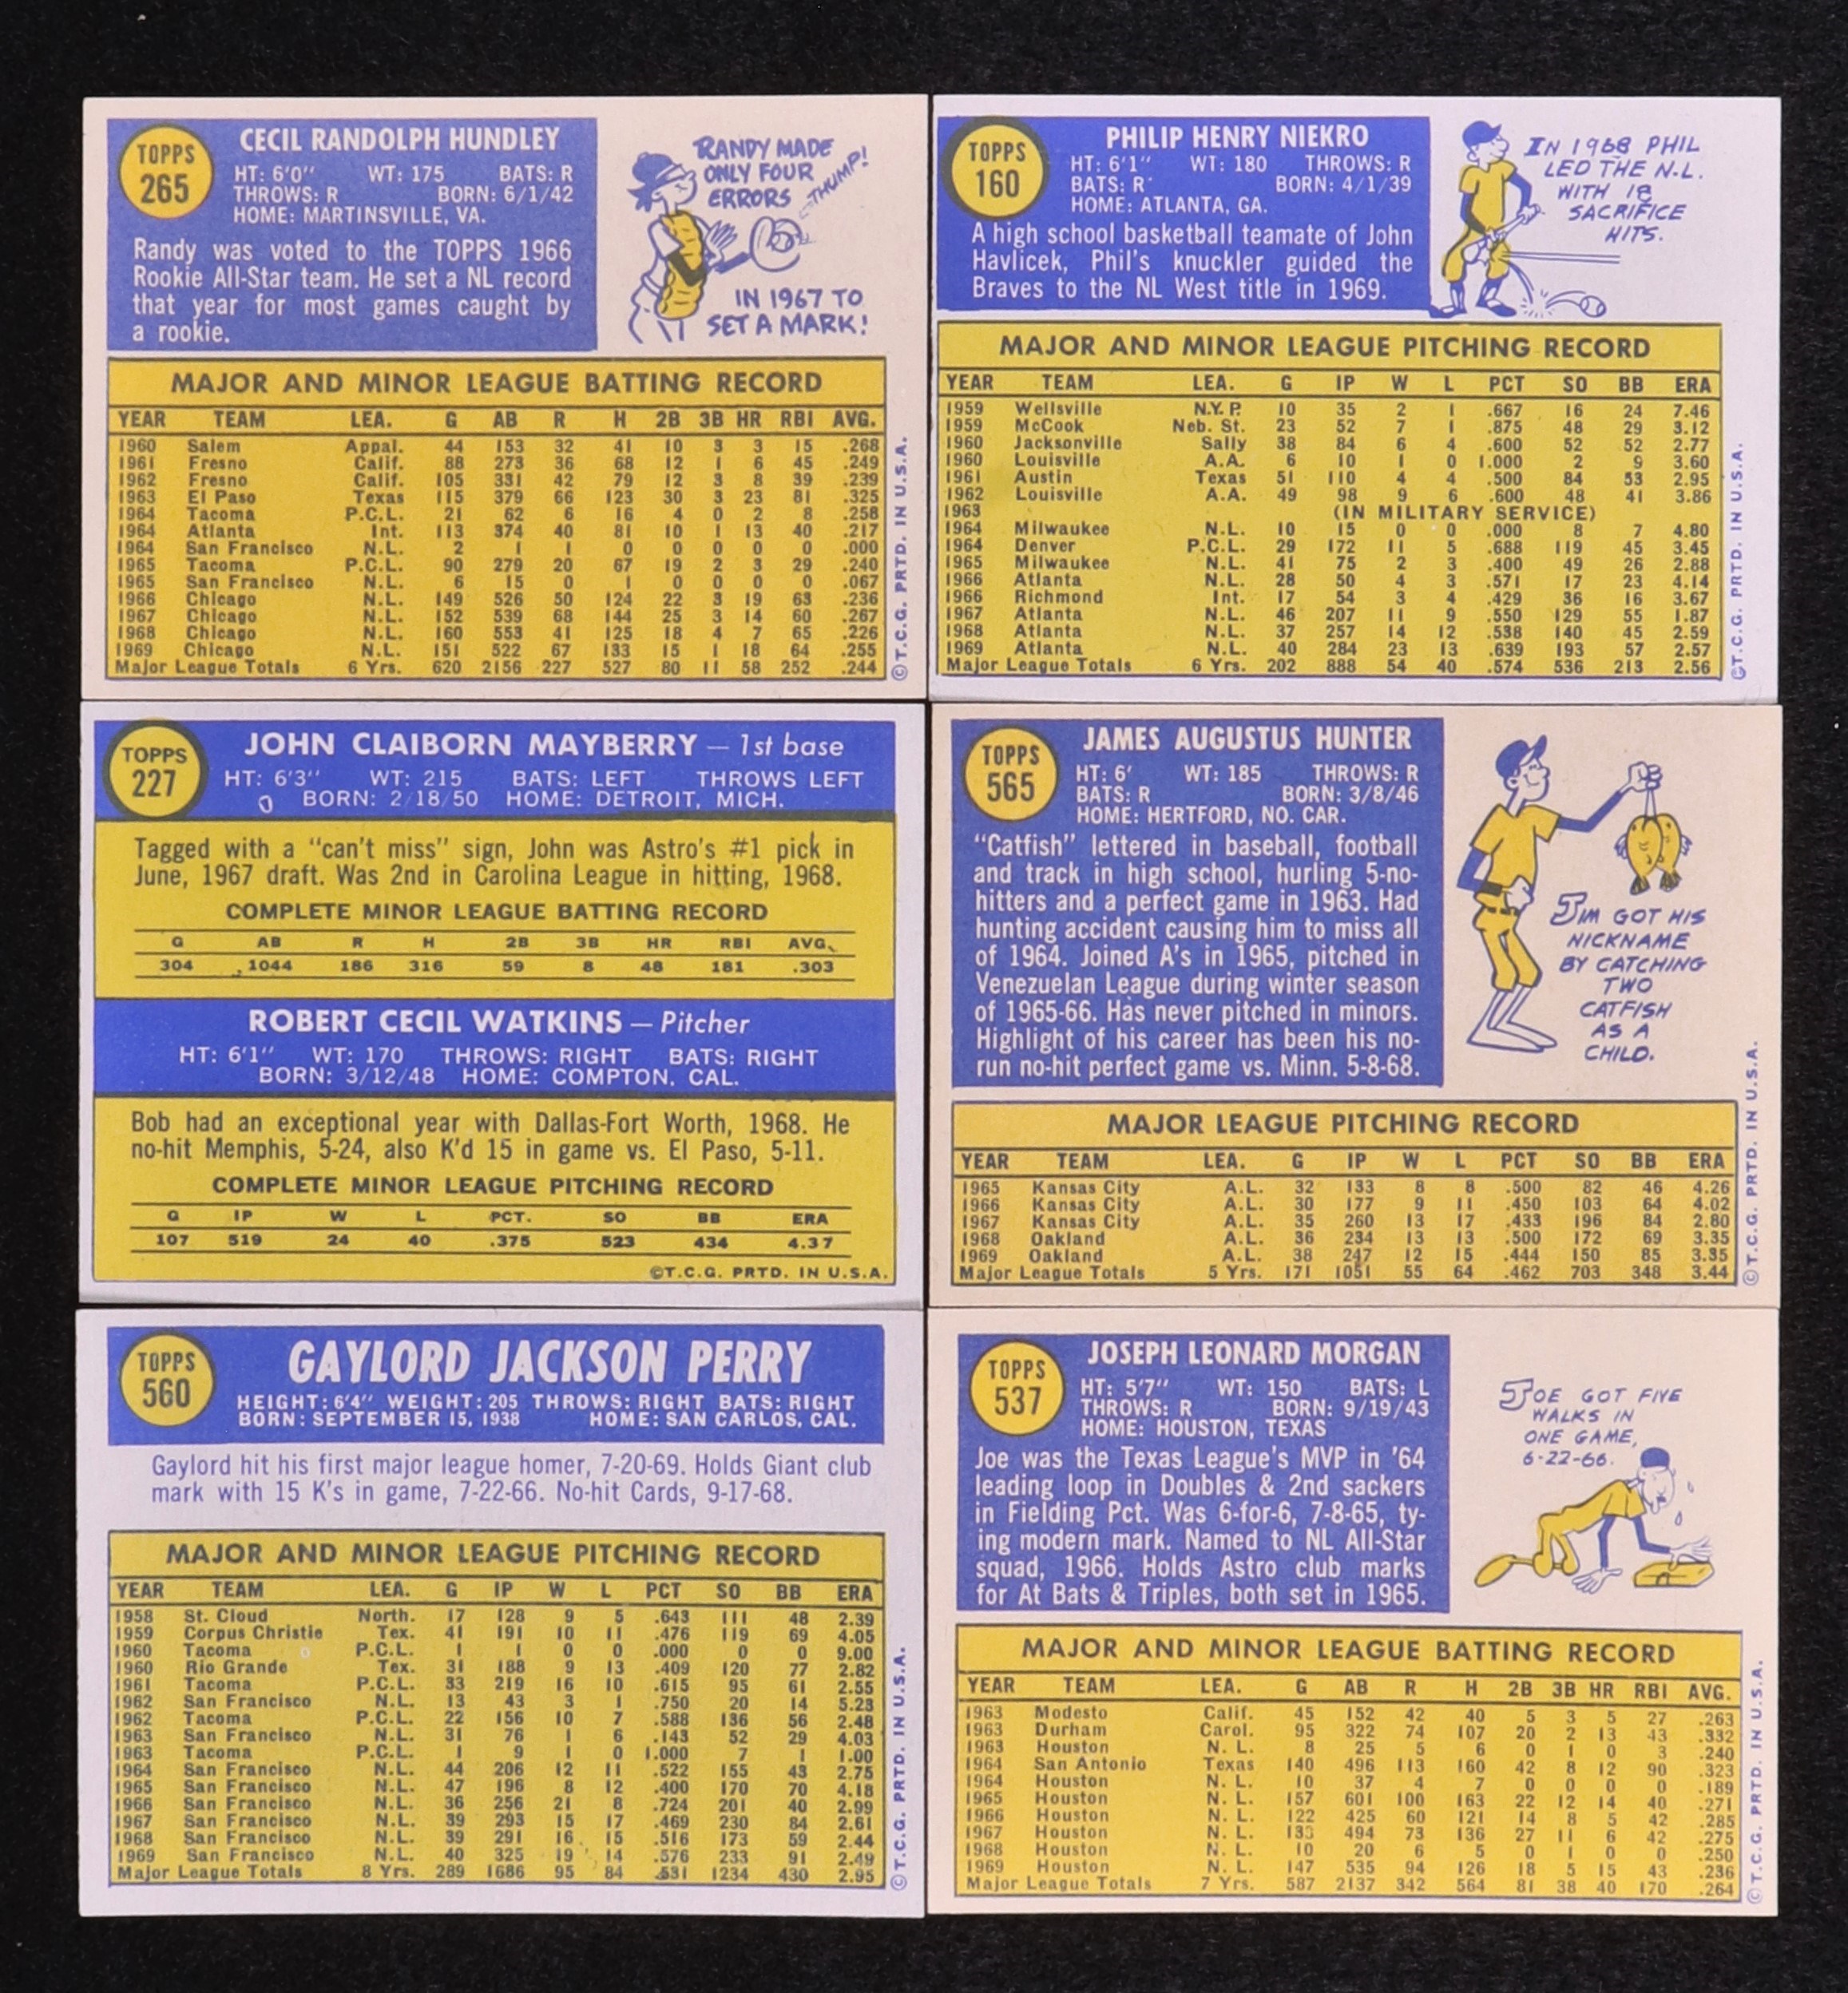 TOPPS
265
CECIL RANDOLPH HUNDLEY
HT: 6'0" WT: 175 BATS: R
THROWS: R BORN: 6/1/42
HOME: MARTINSVILLE, VA.
Randy was voted to the TOPPS 1966
Rookie All-Star team. He set a NL record
that year for most games caught by
a rookie.
RANDY MADE
ONLY FOUR
ERRORS
THUMP!
IN 1967 TO
SET A MARK!
MAJOR AND MINOR LEAGUE BATTING RECORD
YEAR TEAM LEA. G AB R H 2B 3B HR RBI AVG.
1960 Salem Appal. 44 153 32 41 10 3 3 15 .268
1961 Fresno Calif. 88 273 36 68 12 1 6 45 .249
1962 Fresno Calif. 105 331 42 79 12 3 8 39 .239
1963 El Paso Texas 115 379 66 123 30 3 23 81 .325
1964 Tacoma P.C.L. 21 62 6 16 4 0 2 8 .258
1964 Atlanta Int. 113 374 40 81 10 1 13 40 .217
1964 San Francisco N.L. 2 1 1 0 0 0 0 0 .000
1965 Tacoma P.C.L. 90 279 20 67 19 2 3 29 .240
1965 San Francisco N.L. 6 15 0 1 0 0 0 0 .067
1966 Chicago N.L. 149 526 50 124 22 3 19 63 .236
1967 Chicago N.L. 152 539 68 144 25 3 14 60 .267
1968 Chicago N.L. 160 553 41 125 18 4 7 65 .226
1969 Chicago N.L. 151 522 67 133 15 1 18 64 .255
Major League Totals 6 Yrs. 620 2156 227 527 80 11 58 252 .244
©T.C.G. PRTD. IN U.S.A.
TOPPS
160
PHILIP HENRY NIEKRO
HT: 6'1" WT: 180 THROWS: R
BATS: R BORN: 4/1/39
HOME: ATLANTA, GA.
A high school basketball teamate of John
Havlicek, Phil's knuckler guided the
Braves to the NL West title in 1969.
IN 1968 PHIL
LED THE N.L.
WITH 18
SACRIFICE
HITS.
MAJOR AND MINOR LEAGUE PITCHING RECORD
YEAR TEAM LEA. G IP W L PCT SO BB ERA
1959 Wellsville N.Y.P. 10 35 2 1 .667 16 24 7.46
1959 McCook Neb. St. 23 52 7 1 .875 48 29 3.12
1960 Jacksonville Sally 38 84 6 4 .600 52 52 2.77
1960 Louisville A.A. 6 10 1 0 1.000 2 9 3.60
1961 Austin Texas 51 110 4 4 .500 84 53 2.95
1962 Louisville A.A. 49 98 9 6 .600 48 41 3.86
1963 (IN MILITARY SERVICE)
1964 Milwaukee N.L. 10 15 0 0 .000 8 7 4.80
1964 Denver P.C.L. 29 172 11 5 .688 119 45 3.45
1965 Milwaukee N.L. 41 75 2 3 .400 49 26 2.88
1966 Atlanta N.L. 28 50 4 3 .571 17 23 4.14
1966 Richmond Int. 17 54 3 4 .429 36 16 3.67
1967 Atlanta N.L. 46 207 11 9 .550 129 55 1.87
1968 Atlanta N.L. 37 257 14 12 .538 140 45 2.59
1969 Atlanta N.L. 40 284 23 13 .639 193 57 2.57
Major League Totals 6 Yrs. 202 888 54 40 .574 536 213 2.56
©T.C.G. PRTD. IN U.S.A.
TOPPS
227
JOHN CLAIBORN MAYBERRY — 1st base
HT: 6'3" WT: 215 BATS: LEFT THROWS LEFT
BORN: 2/18/50 HOME: DETROIT, MICH.
Tagged with a "can't miss" sign, John was Astro's #1 pick in
June, 1967 draft. Was 2nd in Carolina League in hitting, 1968.
COMPLETE MINOR LEAGUE BATTING RECORD
G AB R H 2B 3B HR RBI AVG.
304 1044 186 316 59 8 48 181 .303
ROBERT CECIL WATKINS — Pitcher
HT: 6'1" WT: 170 THROWS: RIGHT BATS: RIGHT
BORN: 3/12/48 HOME: COMPTON, CAL.
Bob had an exceptional year with Dallas-Fort Worth, 1968. He
no-hit Memphis, 5-24, also K'd 15 in game vs. El Paso, 5-11.
COMPLETE MINOR LEAGUE PITCHING RECORD
G IP W L PCT. SO BB ERA
107 519 24 40 .375 523 434 4.37
©T.C.G. PRTD. IN U.S.A.
TOPPS
565
JAMES AUGUSTUS HUNTER
HT: 6' WT: 185 THROWS: R
BATS: R BORN: 3/8/46
HOME: HERTFORD, NO. CAR.
"Catfish" lettered in baseball, football
and track in high school, hurling 5-no-
hitters and a perfect game in 1963. Had
hunting accident causing him to miss all
of 1964. Joined A's in 1965, pitched in
Venezuelan League during winter season
of 1965-66. Has never pitched in minors.
Highlight of his career has been his no-
run no-hit perfect game vs. Minn. 5-8-68.
JIM GOT HIS
NICKNAME
BY CATCHING
TWO
CATFISH
AS A
CHILD.
MAJOR LEAGUE PITCHING RECORD
YEAR TEAM LEA. G IP W L PCT SO BB ERA
1965 Kansas City A.L. 32 133 8 8 .500 82 46 4.26
1966 Kansas City A.L. 30 177 9 11 .450 103 64 4.02
1967 Kansas City A.L. 35 260 13 17 .433 196 84 2.80
1968 Oakland A.L. 36 234 13 13 .500 172 69 3.35
1969 Oakland A.L. 38 247 12 15 .444 150 85 3.35
Major League Totals 5 Yrs. 171 1051 55 64 .462 703 348 3.44
©T.C.G. PRTD. IN U.S.A.
TOPPS
560
GAYLORD JACKSON PERRY
HEIGHT: 6'4" WEIGHT: 205 THROWS: RIGHT BATS: RIGHT
BORN: SEPTEMBER 15, 1938 HOME: SAN CARLOS, CAL.
Gaylord hit his first major league homer, 7-20-69. Holds Giant club
mark with 15 K's in game, 7-22-66. No-hit Cards, 9-17-68.
MAJOR AND MINOR LEAGUE PITCHING RECORD
YEAR TEAM LEA. G IP W L PCT SO BB ERA
1958 St. Cloud North. 17 128 9 5 .643 111 48 2.39
1959 Corpus Christie Tex. 41 191 10 11 .476 119 69 4.05
1960 Tacoma P.C.L. 1 1 0 0 .000 0 0 9.00
1960 Rio Grande Tex. 31 188 9 13 .409 120 77 2.82
1961 Tacoma P.C.L. 33 219 16 10 .615 95 61 2.55
1962 San Francisco N.L. 13 43 3 1 .750 20 14 5.23
1962 Tacoma P.C.L. 22 156 10 7 .588 136 56 2.48
1963 San Francisco N.L. 31 76 1 6 .143 52 29 4.03
1963 Tacoma P.C.L. 1 9 1 0 1.000 7 1 1.00
1964 San Francisco N.L. 44 206 12 11 .522 155 43 2.75
1965 San Francisco N.L. 47 196 8 12 .400 170 70 4.18
1966 San Francisco N.L. 36 256 21 8 .724 201 40 2.99
1967 San Francisco N.L. 39 293 15 17 .469 230 84 2.61
1968 San Francisco N.L. 39 291 16 15 .516 173 59 2.44
1969 San Francisco N.L. 40 325 19 14 .576 233 91 2.49
Major League Totals 8 Yrs. 289 1686 95 84 .531 1234 430 2.95
©T.C.G. PRTD. IN U.S.A.
TOPPS
537
JOSEPH LEONARD MORGAN
HT: 5'7" WT: 150 BATS: L
THROWS: R BORN: 9/19/43
HOME: HOUSTON, TEXAS
Joe was the Texas League's MVP in '64
leading loop in Doubles & 2nd sackers
in Fielding Pct. Was 6-for-6, 7-8-65, ty-
ing modern mark. Named to NL All-Star
squad, 1966. Holds Astro club marks
for At Bats & Triples, both set in 1965.
JOE GOT FIVE
WALKS IN
ONE GAME,
6-22-66.
MAJOR AND MINOR LEAGUE BATTING RECORD
YEAR TEAM LEA. G AB R H 2B 3B HR RBI AVG.
1963 Modesto Calif. 45 152 42 40 5 3 5 27 .263
1963 Durham Carol. 95 322 74 107 20 2 13 43 .332
1963 Houston N. L. 8 25 5 6 0 1 0 3 .240
1964 San Antonio Texas 140 496 113 160 42 8 12 90 .323
1964 Houston N. L. 10 37 4 7 0 0 0 0 .189
1965 Houston N. L. 157 601 100 163 22 12 14 40 .271
1966 Houston N. L. 122 425 60 121 14 8 5 42 .285
1967 Houston N. L. 133 494 73 136 27 11 6 42 .275
1968 Houston N. L. 10 20 6 5 0 1 0 0 .250
1969 Houston N. L. 147 535 94 126 18 5 15 43 .236
Major League Totals 7 Yrs. 587 2137 342 564 81 38 40 170 .264
©T.C.G. PRTD. IN U.S.A.